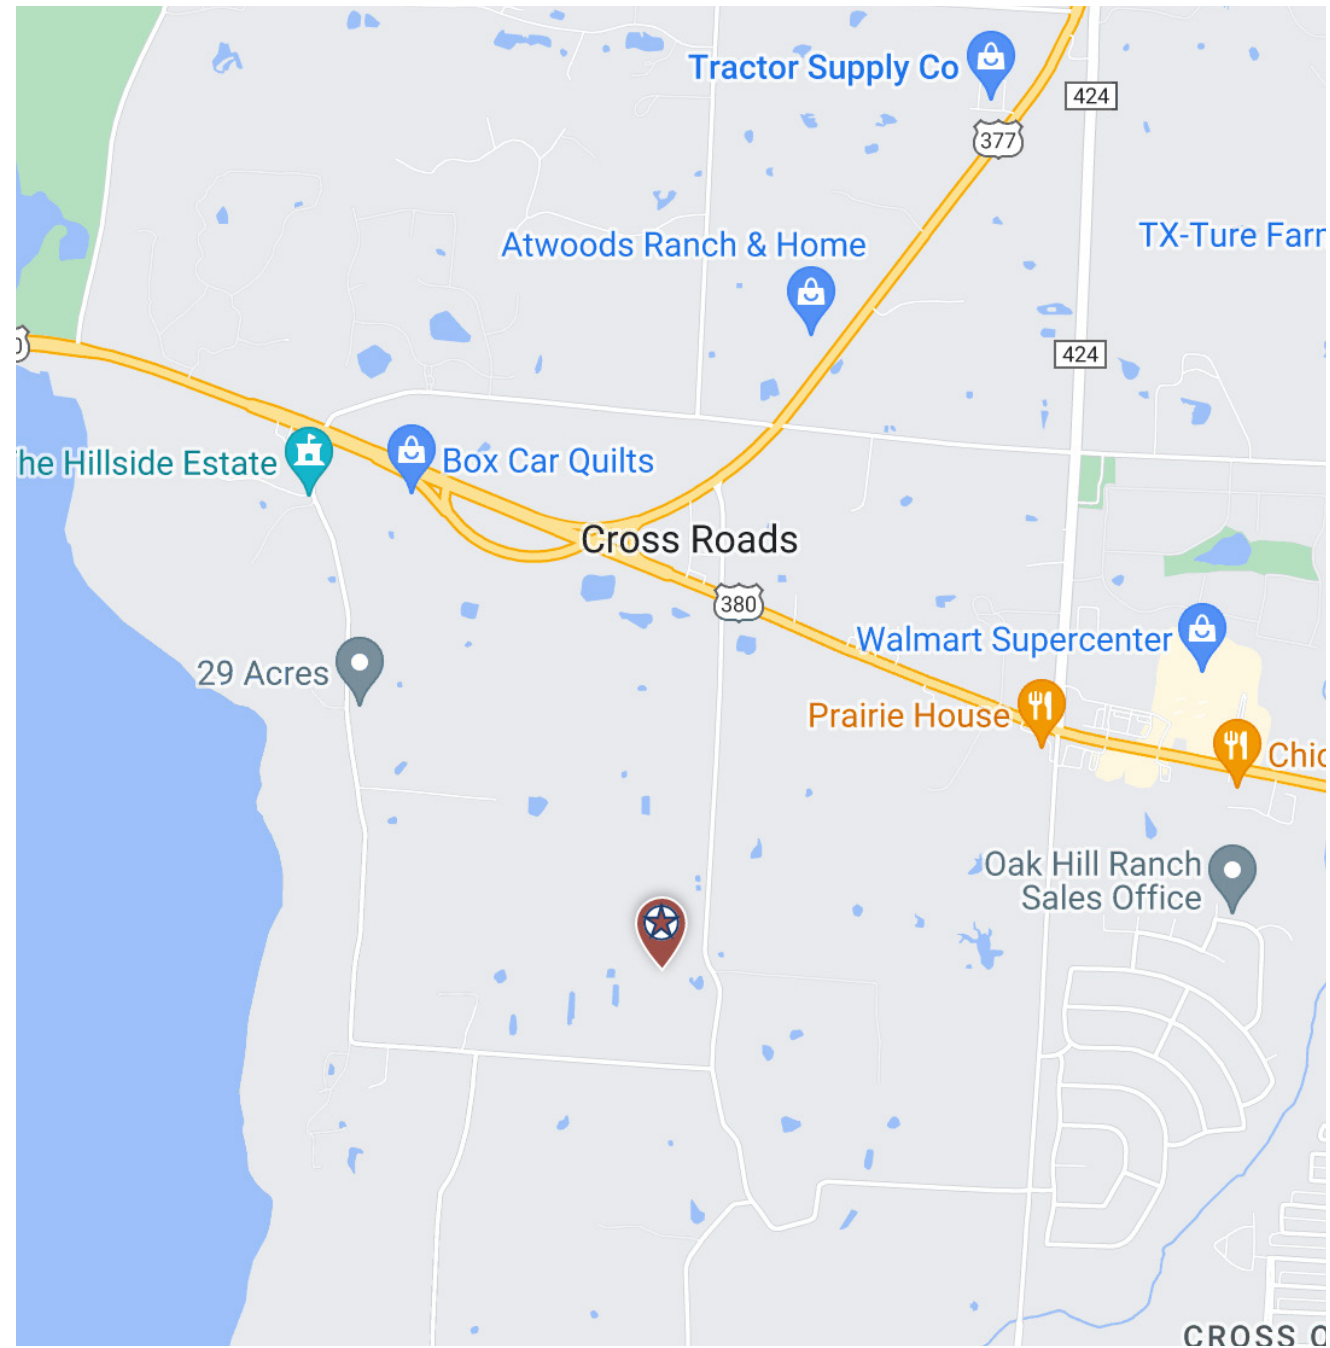 Tractor Supply Co
424
377
Atwoods Ranch & Home
TX-Ture Farm
424
he Hillside Estate
Box Car Quilts
Cross Roads
380
Walmart Supercenter
29 Acres
Prairie House
Chic
Oak Hill Ranch
Sales Office
CROSS O